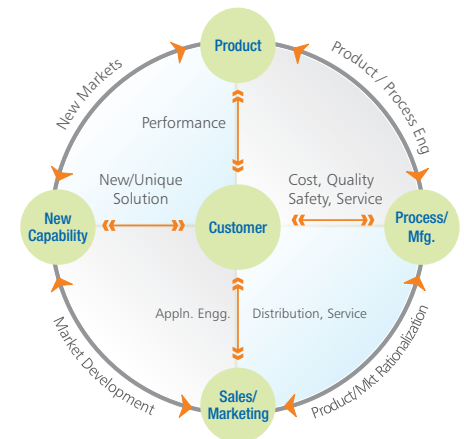 Product
New Markets
Product / Process Eng
Performance
New/Unique
Solution
Cost, Quality
Safety, Service
New
Capability
Customer
Process/
Mfg.
Appln. Engg.
Distribution, Service
Market Development
Product/Mkt Rationalization
Sales/
Marketing